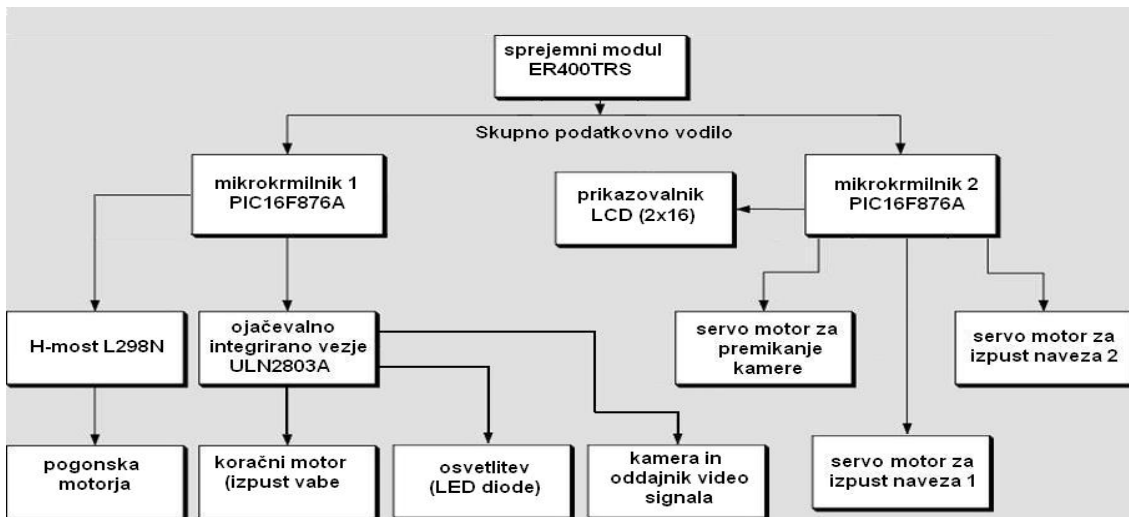 sprejemni modul
ER400TRS
Skupno podatkovno vodilo
mikrokrmilnik 1
PIC16F876A
prikazovalnik
LCD (2x16)
mikrokrmilnik 2
PIC16F876A
H-most L298N
ojačevalno
integrirano vezje
ULN2803A
servo motor za
premikanje
kamere
servo motor za
izpust naveza 2
pogonska
motorja
koračni motor
(izpust vabe
osvetlitev
(LED diode)
kamera in
oddajnik video
signala
servo motor za
izpust naveza 1